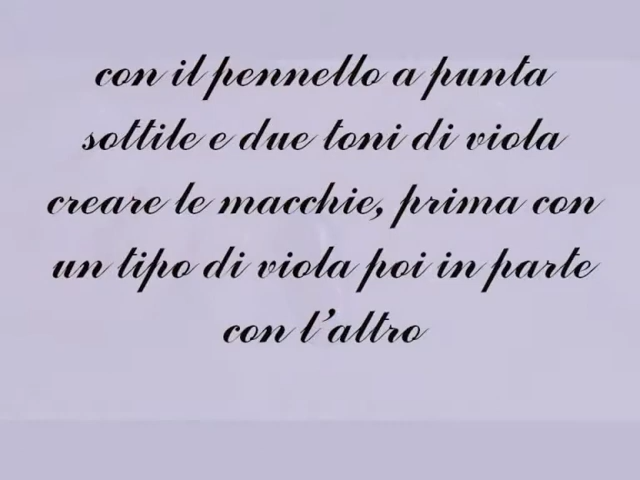 con il pennello a punta
sottile e due toni di viola
creare le macchie, prima con
un tipo di viola poi in parte
con l'altro